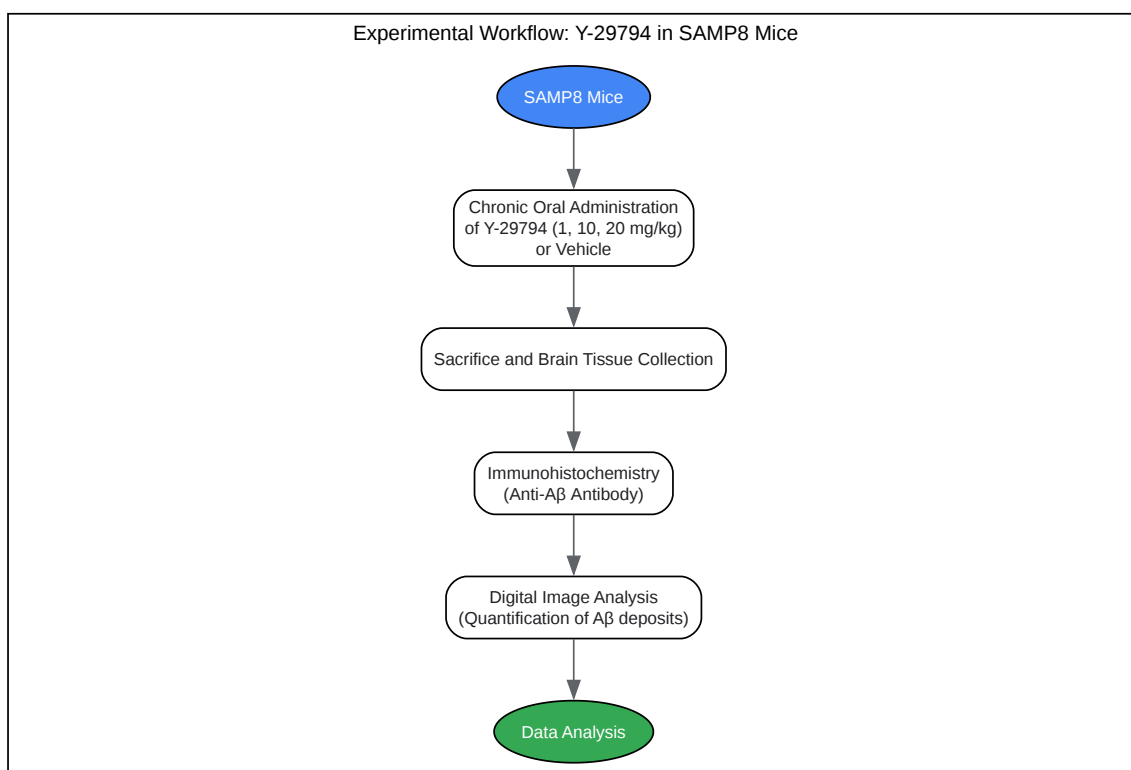 Experimental Workflow: Y-29794 in SAMP8 Mice
SAMP8 Mice
Chronic Oral Administration
of Y-29794 (1, 10, 20 mg/kg)
or Vehicle
Sacrifice and Brain Tissue Collection
Immunohistochemistry
(Anti-Aβ Antibody)
Digital Image Analysis
(Quantification of Aβ deposits)
Data Analysis